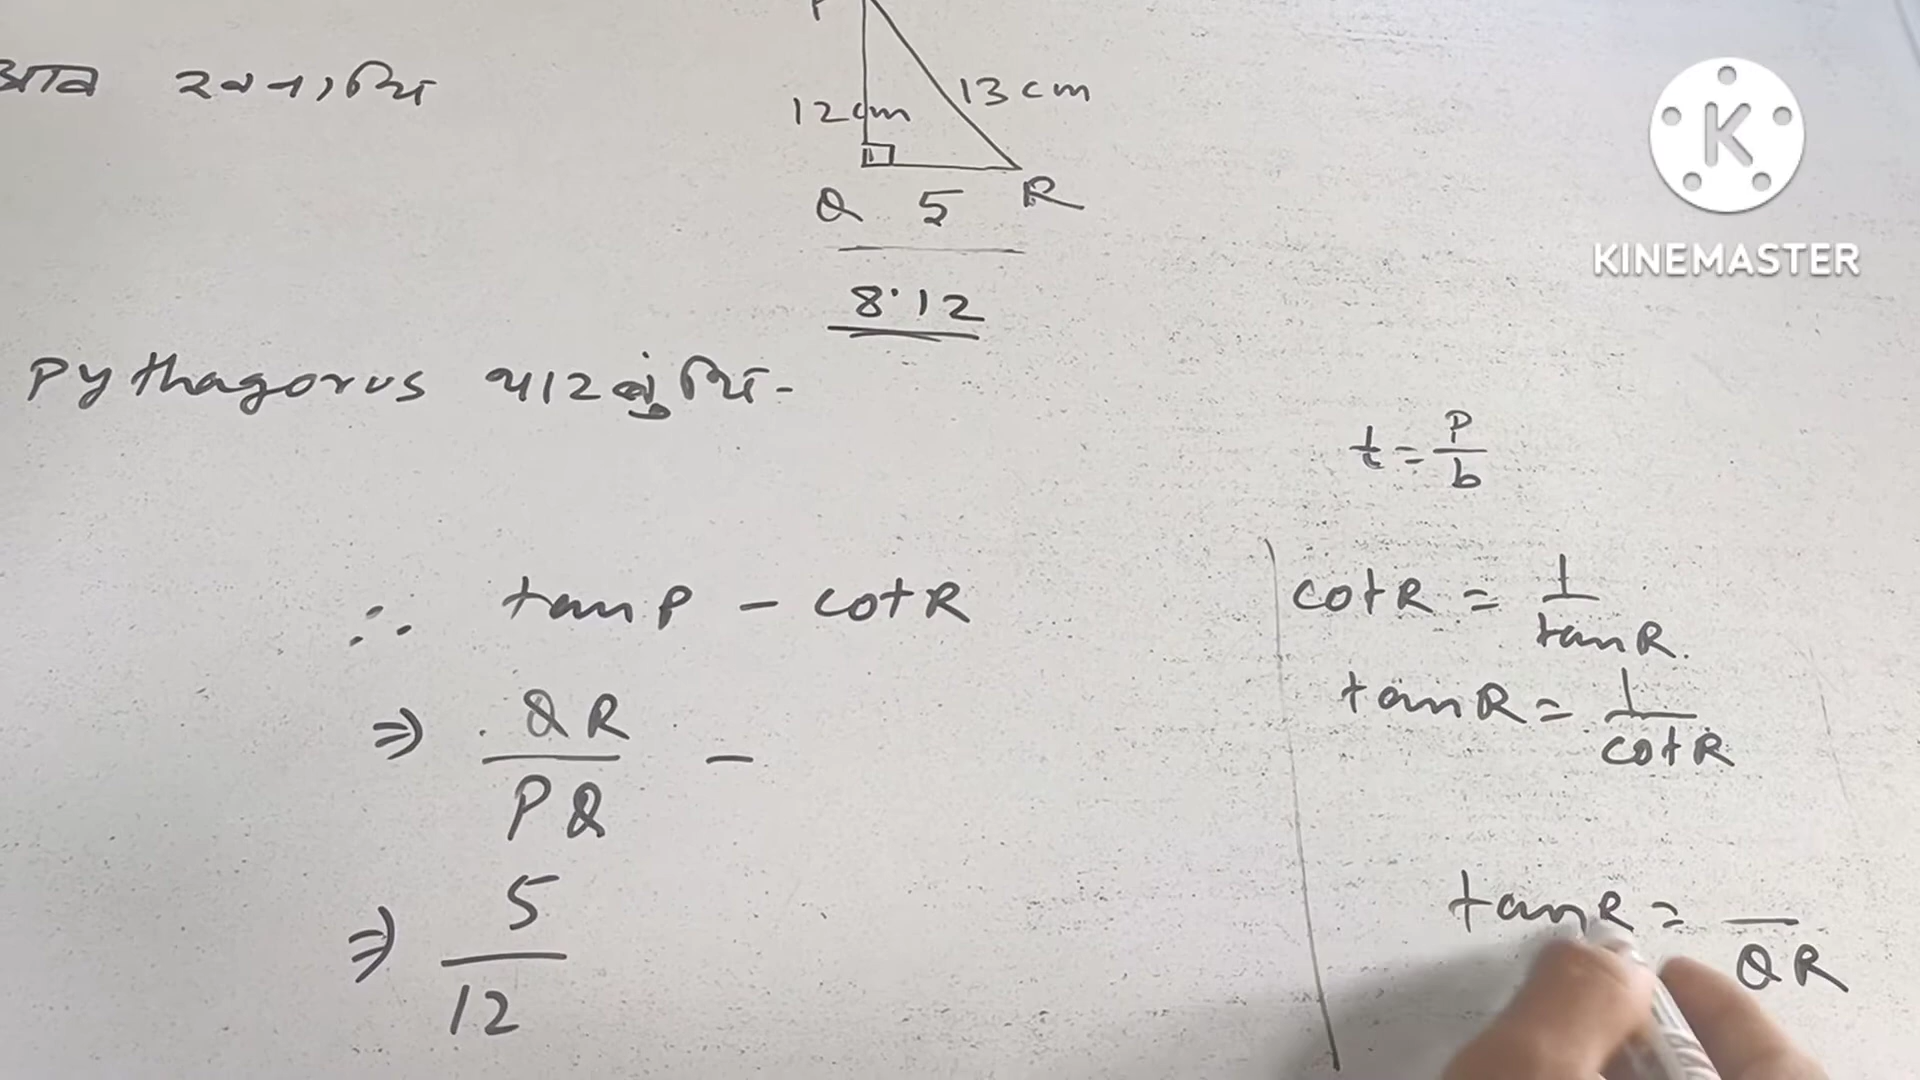 P
13 cm
12 cm
Q 5 R
8.12
KINEMASTER
Pythagorus
t = p/b
∴ tan P - cot R
cot R = 1/tan R.
tan R = 1/cot R
⇒ QR/PQ -
⇒ 5/12
tan R = /QR